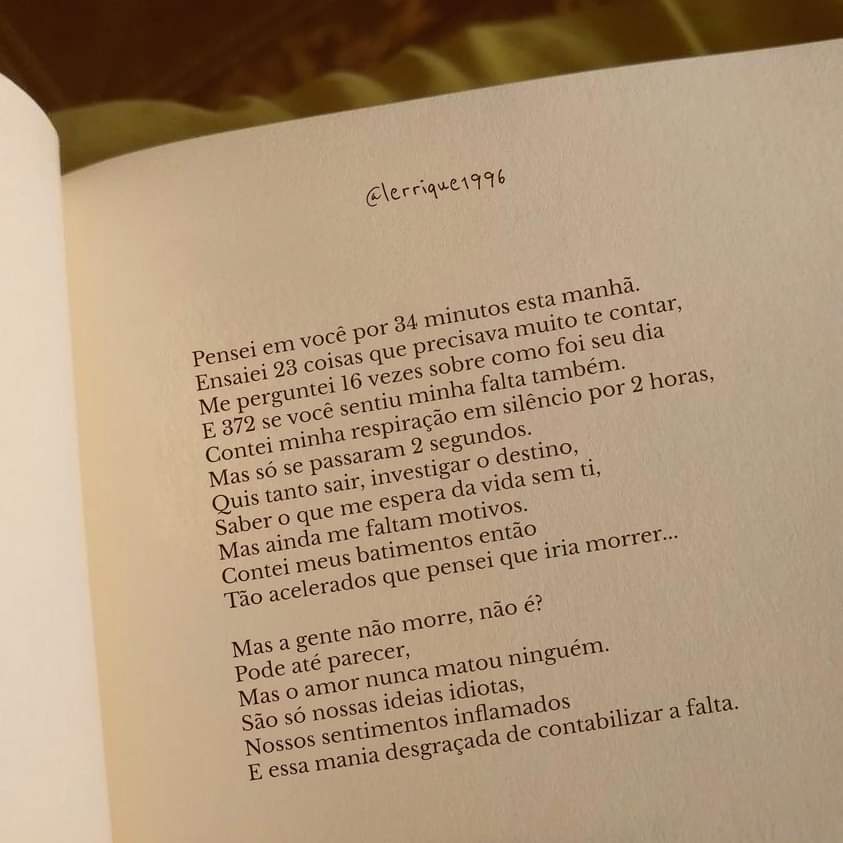 @lerrique1996
Pensei em você por 34 minutos esta manhã.
Ensaiei 23 coisas que precisava muito te contar,
Me perguntei 16 vezes sobre como foi seu dia
E 372 se você sentiu minha falta também.
Contei minha respiração em silêncio por 2 horas,
Mas só se passaram 2 segundos.
Quis tanto sair, investigar o destino,
Saber o que me espera da vida sem ti,
Mas ainda me faltam motivos.
Contei meus batimentos então
Tão acelerados que pensei que iria morrer...
Mas a gente não morre, não é?
Pode até parecer,
Mas o amor nunca matou ninguém.
São só nossas ideias idiotas,
Nossos sentimentos inflamados
E essa mania desgraçada de contabilizar a falta.